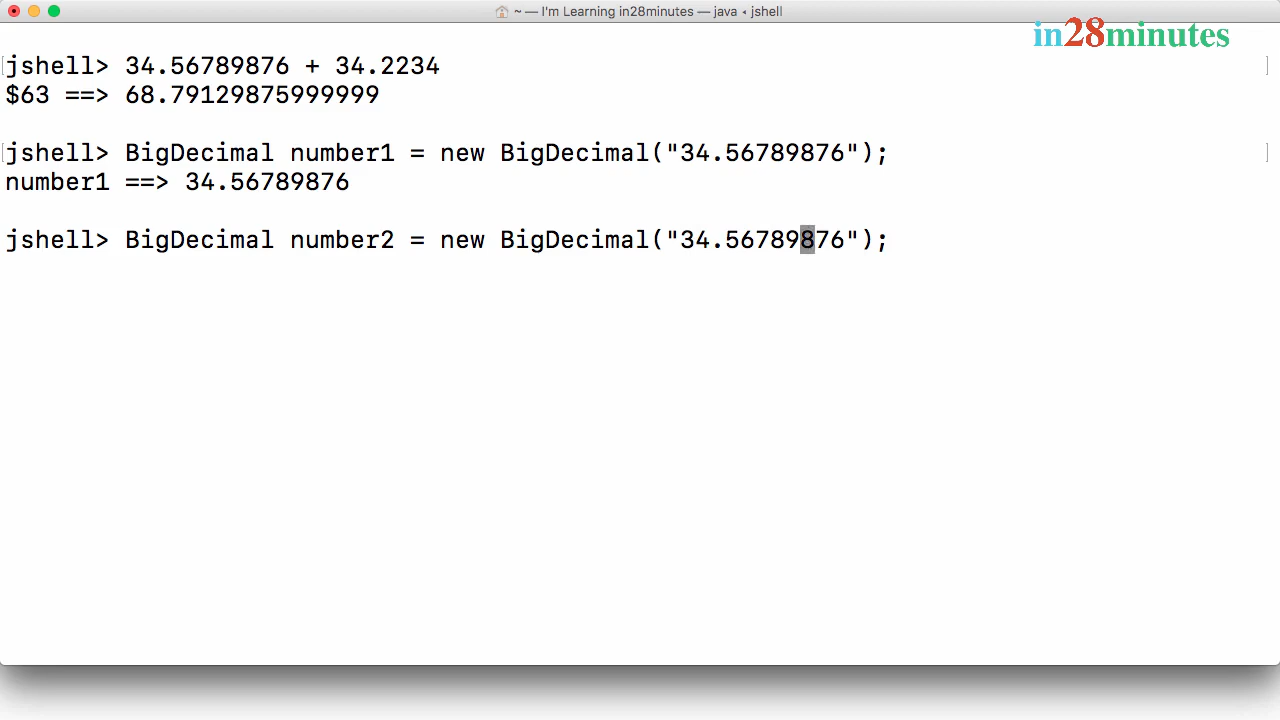 ~ — I'm Learning in28minutes — java ◂ jshell
in28minutes
jshell> 34.56789876 + 34.2234
$63 ==> 68.79129875999999
jshell> BigDecimal number1 = new BigDecimal("34.56789876");
number1 ==> 34.56789876
jshell> BigDecimal number2 = new BigDecimal("34.56789876");